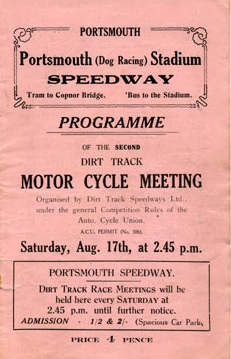 PORTSMOUTH
Portsmouth (Dog Racing) Stadium
SPEEDWAY
Tram to Copnor Bridge. 'Bus to the Stadium.
PROGRAMME
OF THE SECOND
DIRT TRACK
MOTOR CYCLE MEETING
Organised by Dirt Track Speedways Ltd.,
under the general Competition Rules of the
Auto. Cycle Union.
A.C.U. PERMIT (No.
Saturday, Aug. 17th, at 2.45 p.m.
PORTSMOUTH SPEEDWAY.
DIRT TRACK RACE MEETINGS will be
held here every SATURDAY at
2.45 p.m. until further notice.
ADMISSION - 1/2 & 2/- (Spacious Car Park,
PRICE 4 PENCE